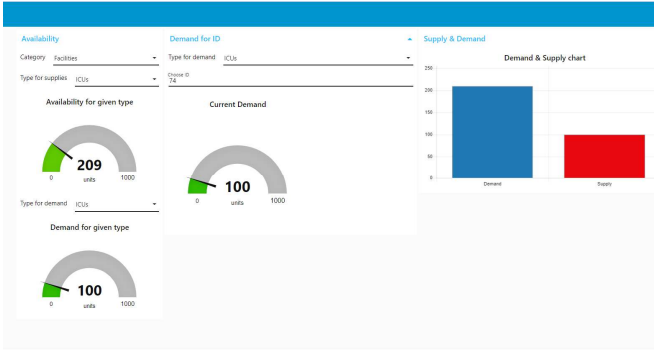 Availability
Category Facilities
Type for supplies ICUs
Availability for given type
209
0 units 1000
Type for demand ICUs
Demand for given type
100
0 units 1000
Demand for ID
Type for demand ICUs
Choose ID
74
Current Demand
100
0 units 1000
Supply & Demand
Demand & Supply chart
250
200
150
100
50
0
Demand Supply